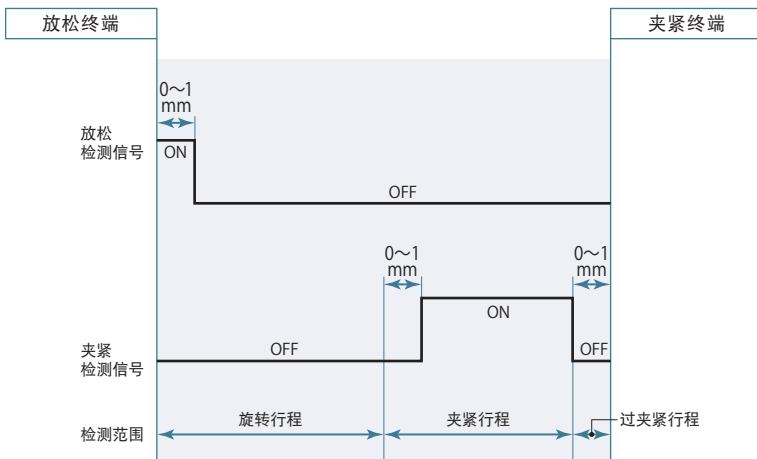 放松终端
夹紧终端
0～1
mm
放松
检测信号
ON
OFF
0～1
mm
0～1
mm
ON
夹紧
检测信号
OFF
OFF
检测范围
旋转行程
夹紧行程
过夹紧行程